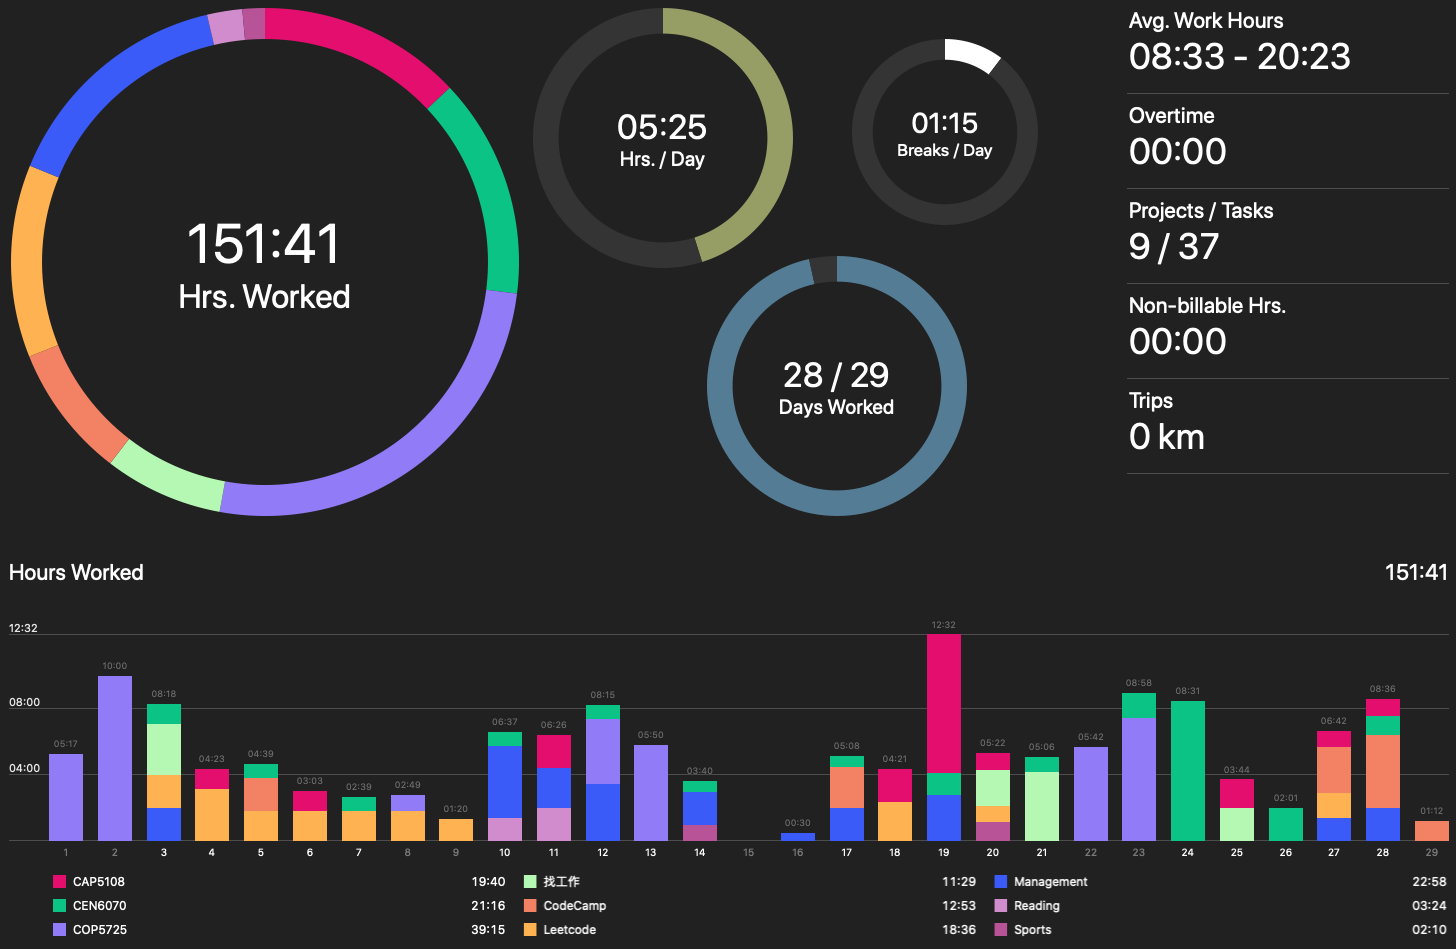 151:41
Hrs. Worked
05:25
Hrs. / Day
01:15
Breaks / Day
28 / 29
Days Worked
Avg. Work Hours
08:33 - 20:23
Overtime
00:00
Projects / Tasks
9 / 37
Non-billable Hrs.
00:00
Trips
0 km
Hours Worked 151:41
12:32
08:00
04:00
05:17 10:00 08:18 04:23 04:39 03:03 02:39 02:49 01:20 06:37 06:26 08:15 05:50 03:40 00:30 05:08 04:21 12:32 05:22 05:06 05:42 08:58 08:31 03:44 02:01 06:42 08:36 01:12
1 2 3 4 5 6 7 8 9 10 11 12 13 14 15 16 17 18 19 20 21 22 23 24 25 26 27 28 29
CAP5108 19:40 找工作 11:29 Management 22:58
CEN6070 21:16 CodeCamp 12:53 Reading 03:24
COP5725 39:15 Leetcode 18:36 Sports 02:10